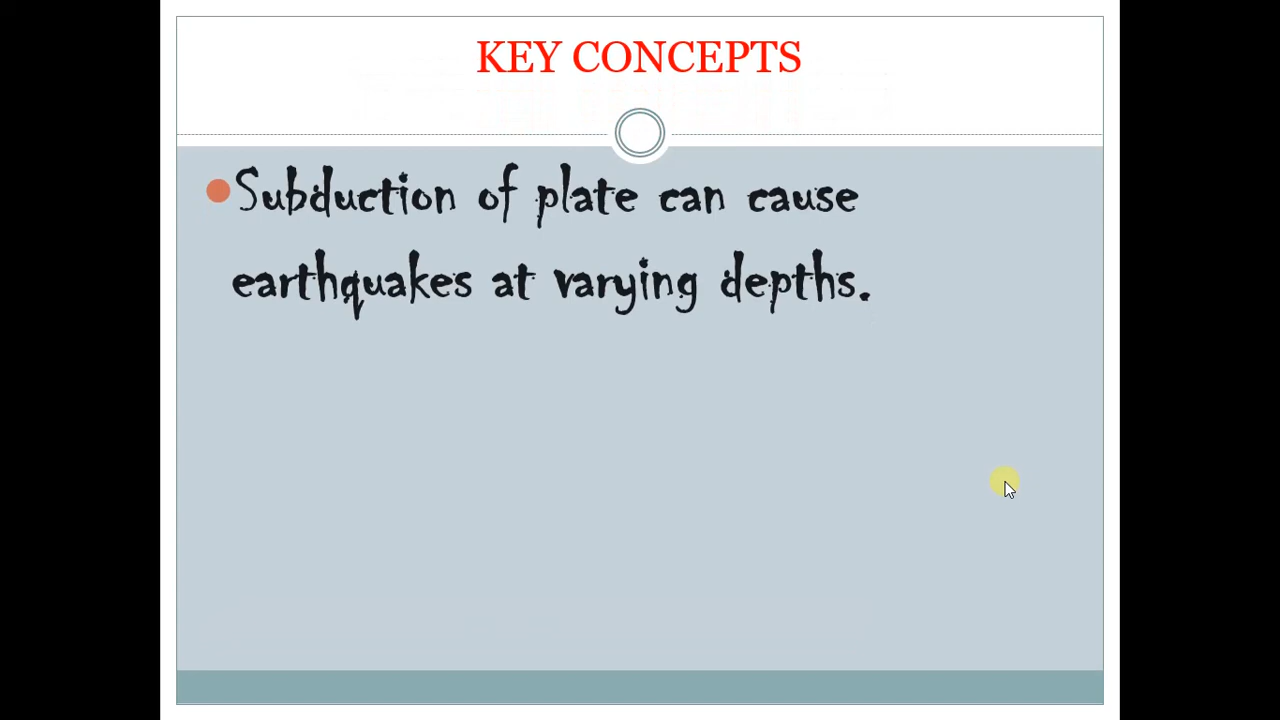 KEY CONCEPTS
Subduction of plate can cause
earthquakes at varying depths.